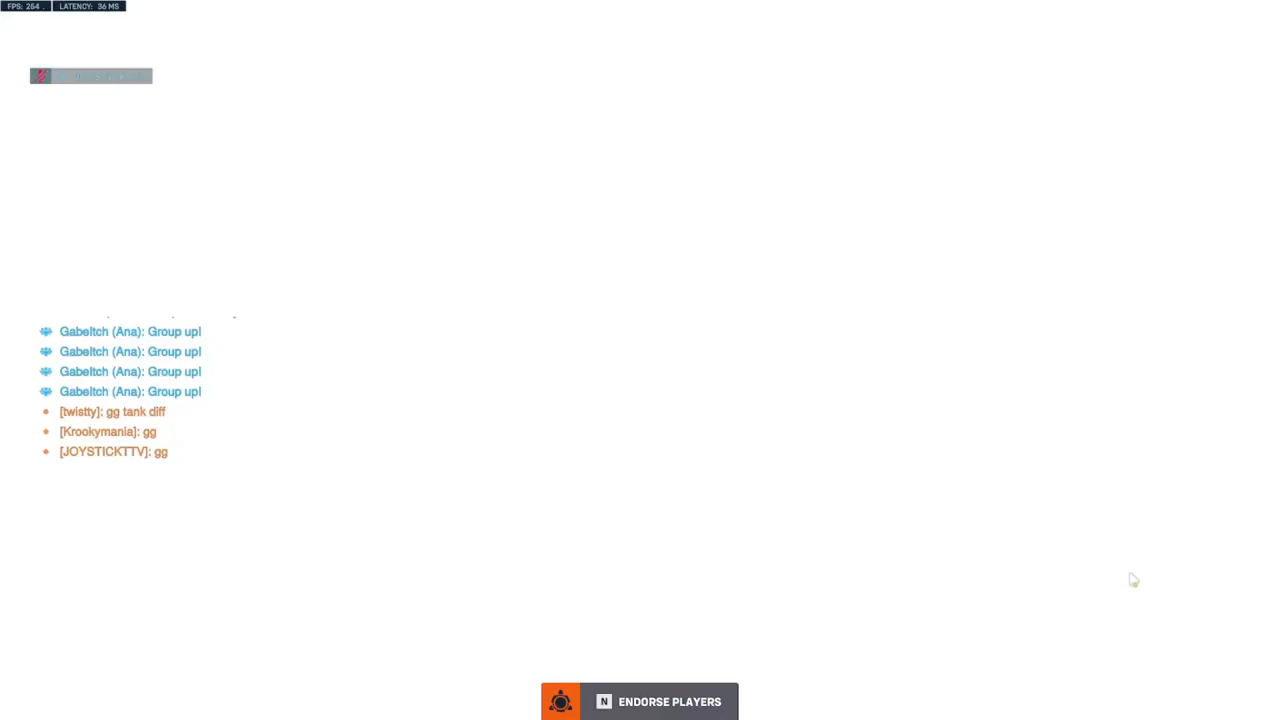 FPS: 254 . LATENCY: 36 MS
Gabeltch (Ana): Group up!
Gabeltch (Ana): Group up!
Gabeltch (Ana): Group up!
Gabeltch (Ana): Group up!
[twistty]: gg tank diff
[Krookymania]: gg
[JOYSTICKTTV]: gg
N ENDORSE PLAYERS